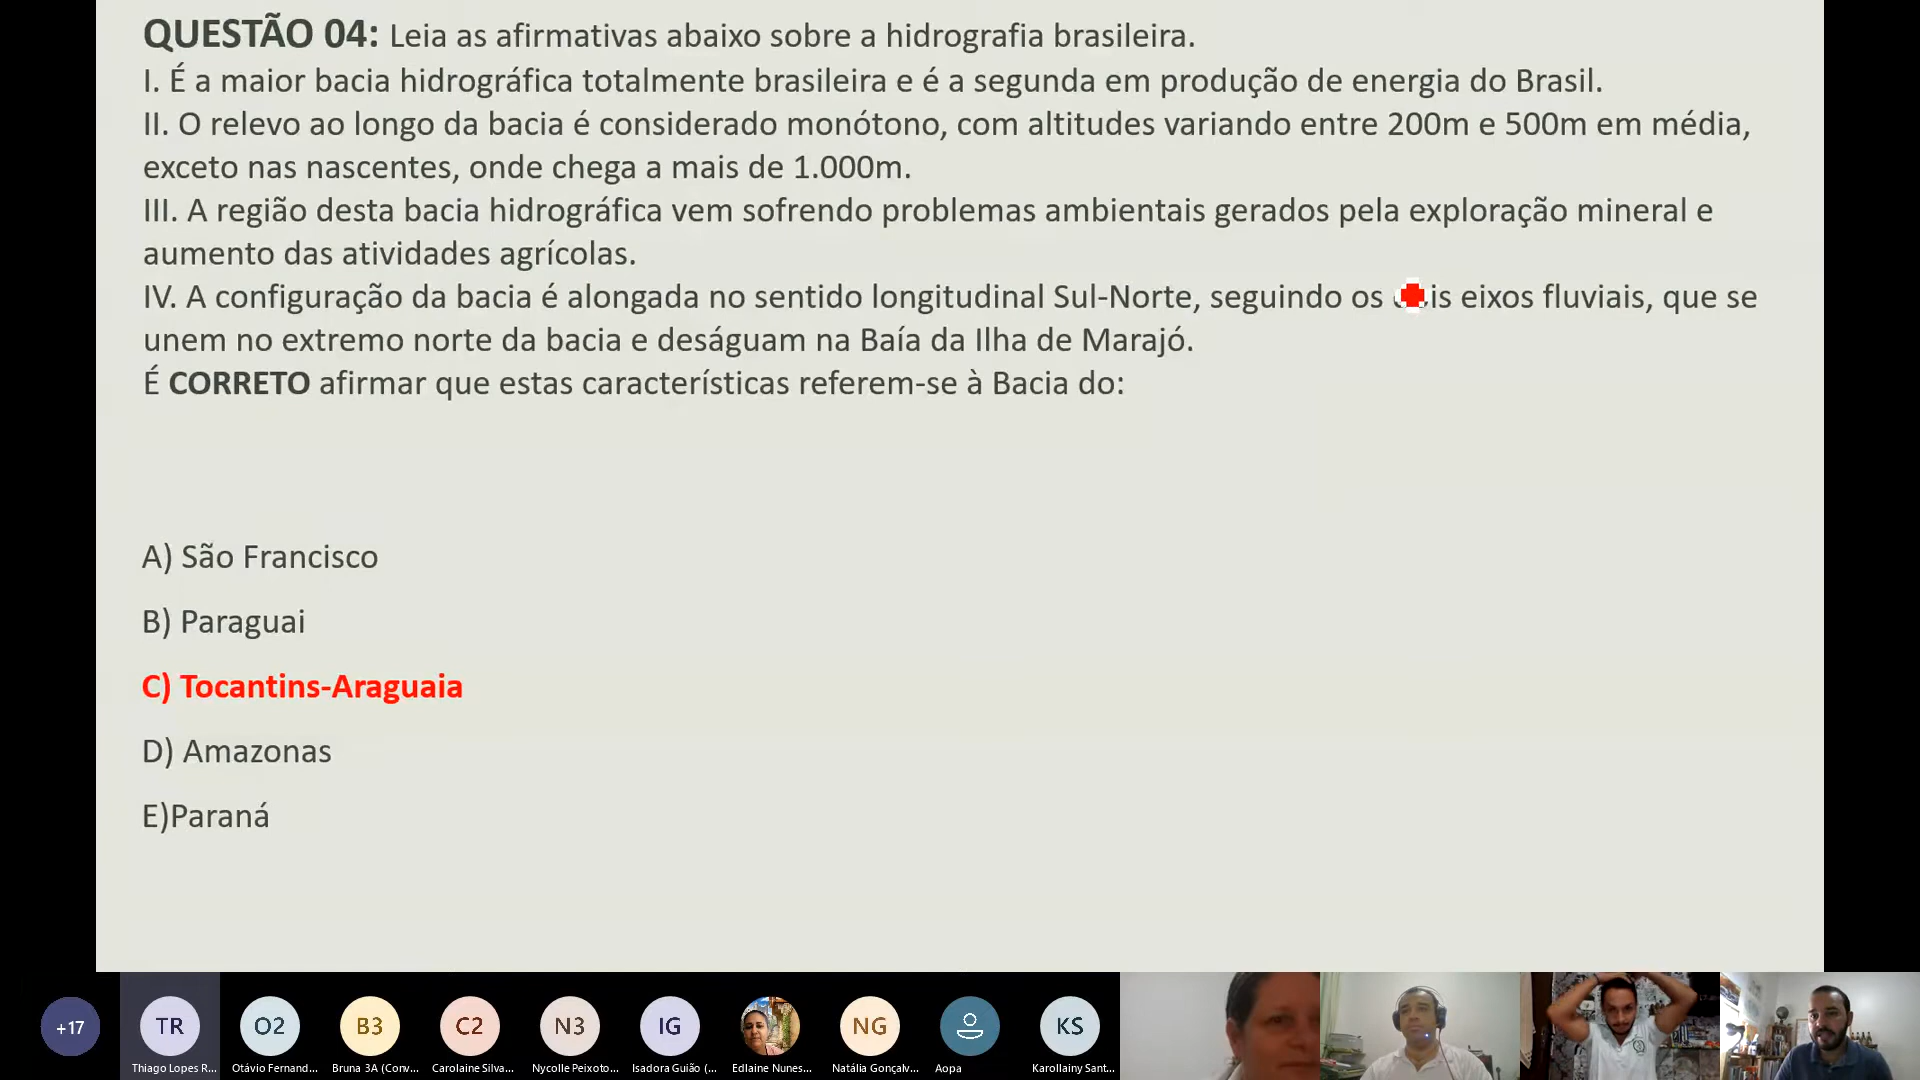 QUESTÃO 04: Leia as afirmativas abaixo sobre a hidrografia brasileira.
I. É a maior bacia hidrográfica totalmente brasileira e é a segunda em produção de energia do Brasil.
II. O relevo ao longo da bacia é considerado monótono, com altitudes variando entre 200m e 500m em média,
exceto nas nascentes, onde chega a mais de 1.000m.
III. A região desta bacia hidrográfica vem sofrendo problemas ambientais gerados pela exploração mineral e
aumento das atividades agrícolas.
IV. A configuração da bacia é alongada no sentido longitudinal Sul-Norte, seguindo os eixos fluviais, que se
unem no extremo norte da bacia e deságuam na Baía da Ilha de Marajó.
É CORRETO afirmar que estas características referem-se à Bacia do:
A) São Francisco
B) Paraguai
C) Tocantins-Araguaia
D) Amazonas
E)Paraná
+17
TR
O2
B3
C2
N3
IG
NG
KS
Thiago Lopes R...
Otávio Fernand...
Bruna 3A (Conv...
Carolaine Silva...
Nycolle Peixoto...
Isadora Guião (...
Edlaine Nunes...
Natália Gonçalv...
Aopa
Karollainy Sant...